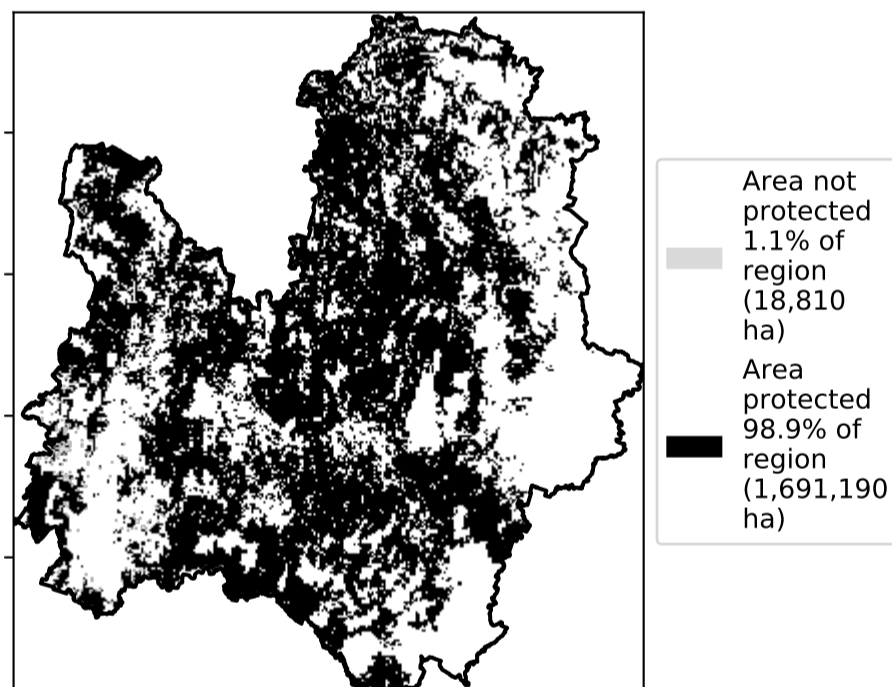 Area not
protected
1.1% of
region
(18,810
ha)
Area
protected
98.9% of
region
(1,691,190
ha)